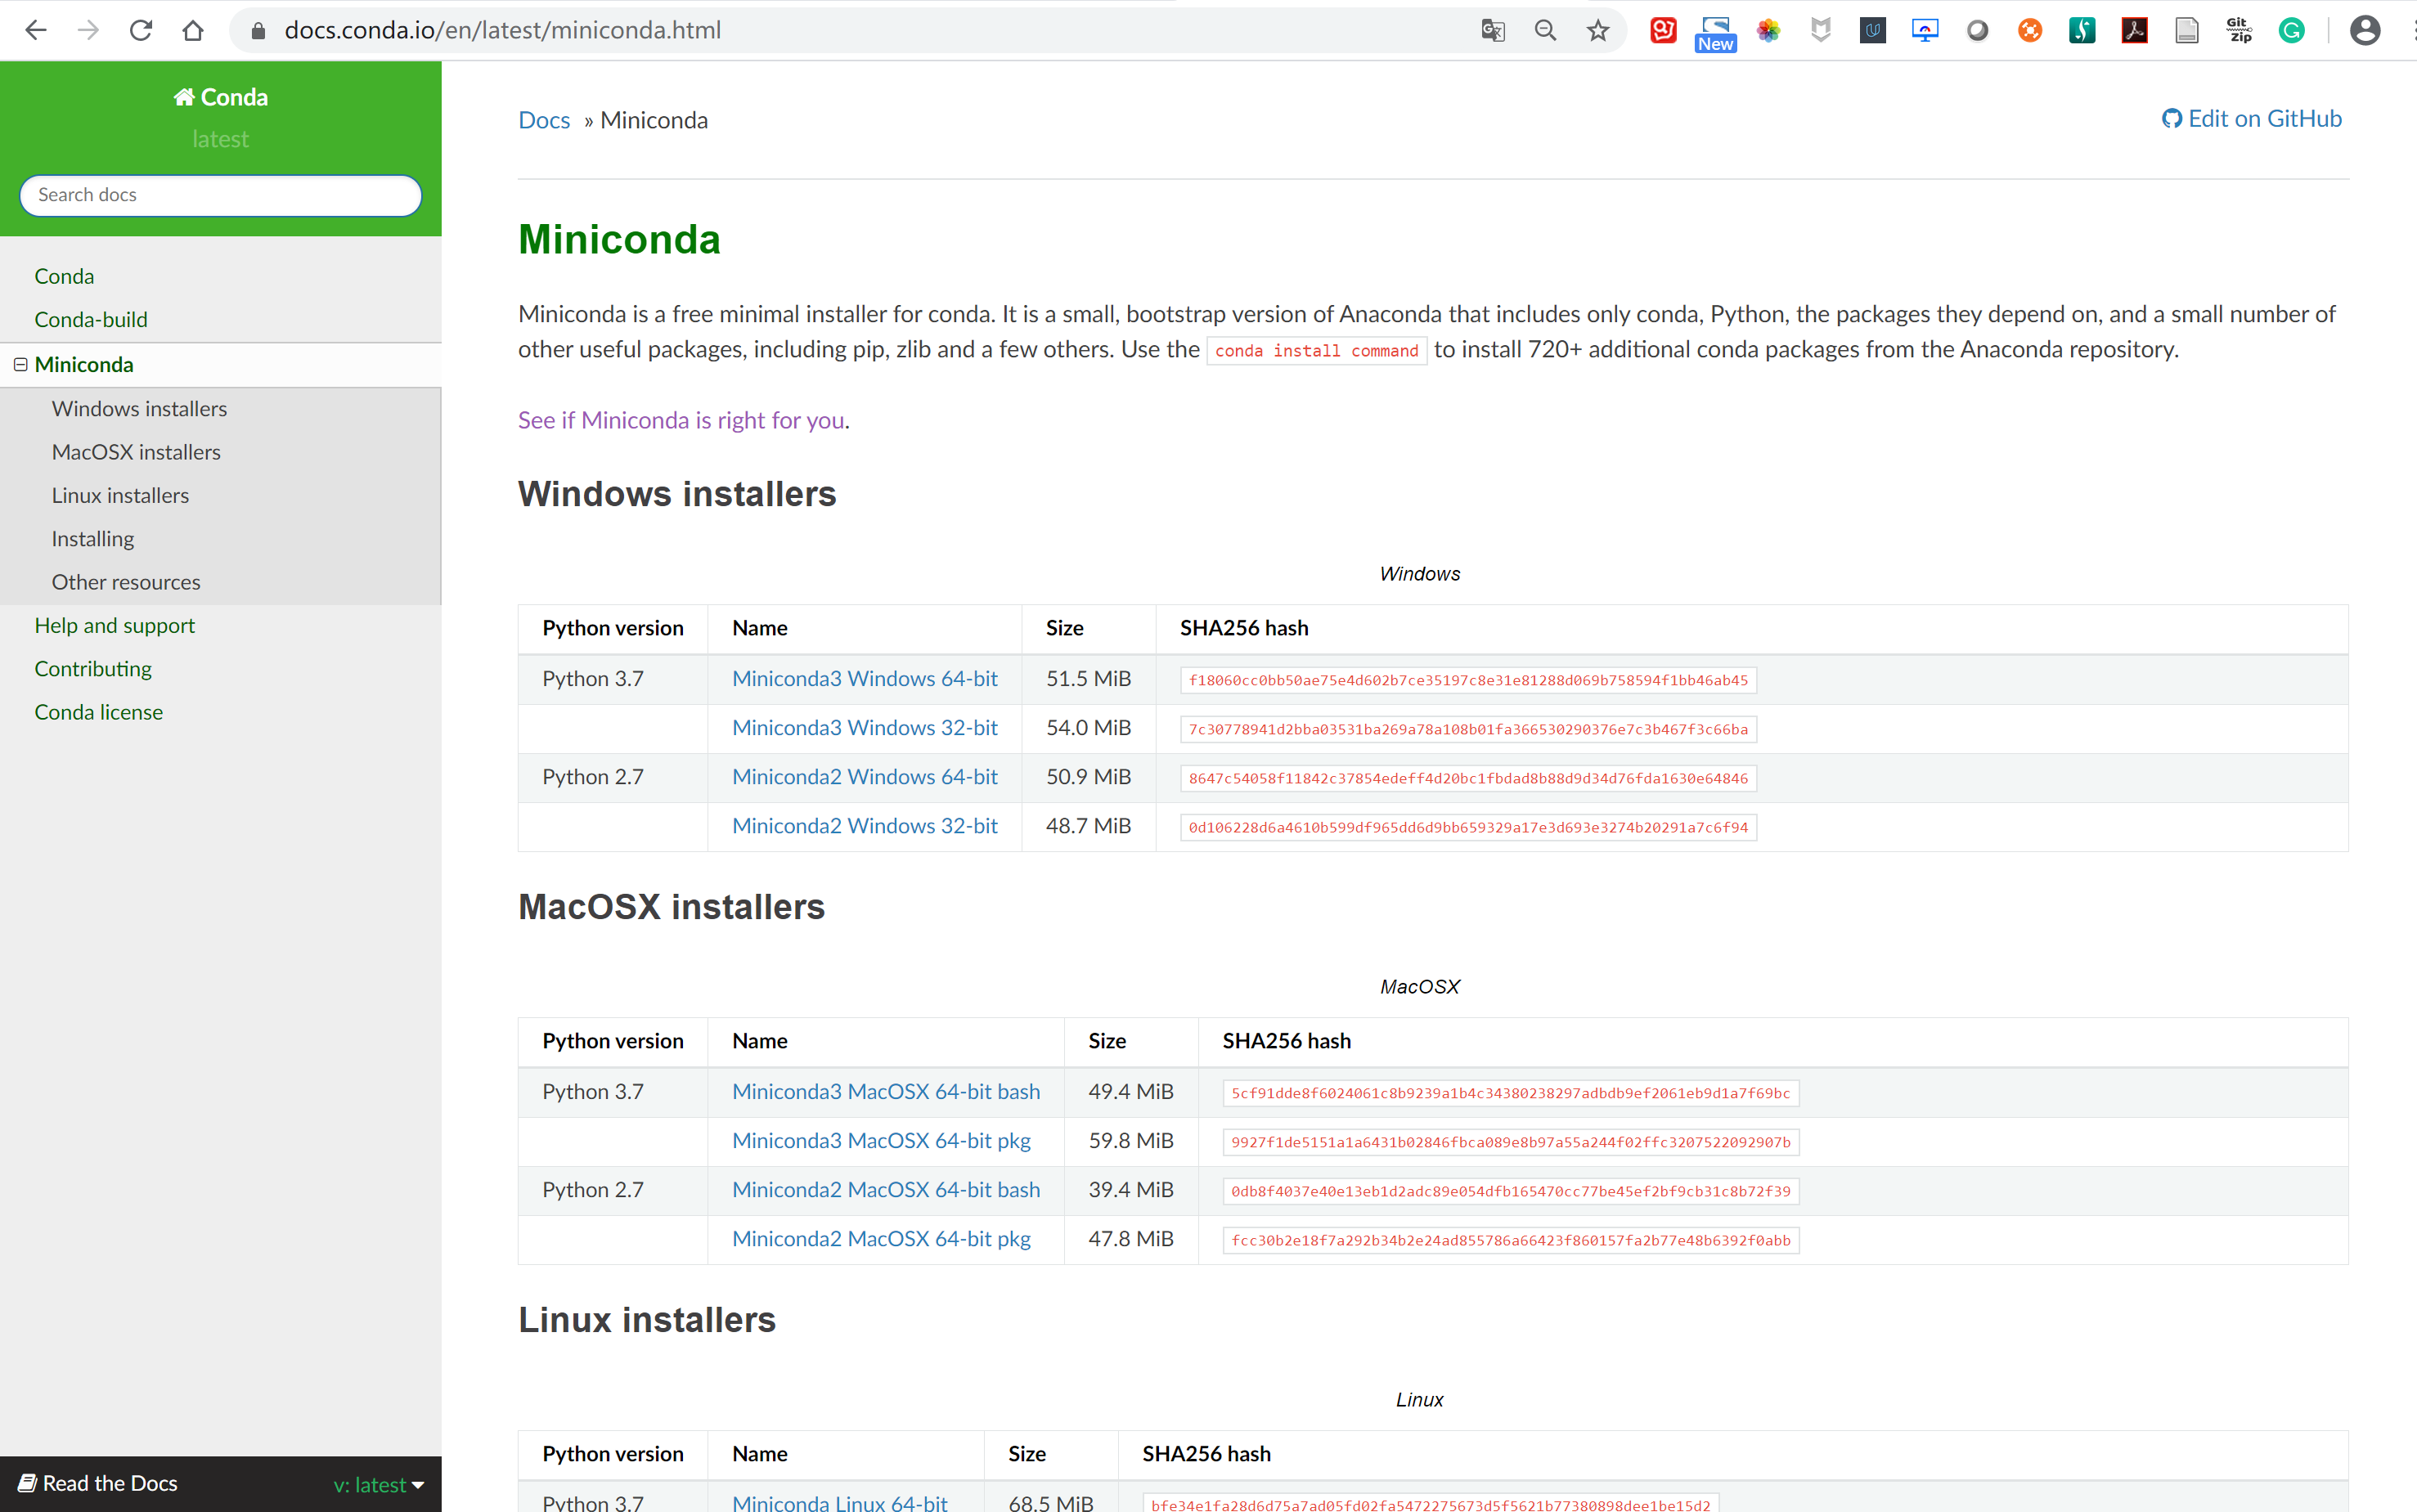 docs.conda.io/en/latest/miniconda.html
New
Git
Zip
Conda
latest
Search docs
Conda
Conda-build
Miniconda
Windows installers
MacOSX installers
Linux installers
Installing
Other resources
Help and support
Contributing
Conda license
Read the Docs
v: latest
Docs » Miniconda
Edit on GitHub
Miniconda
Miniconda is a free minimal installer for conda. It is a small, bootstrap version of Anaconda that includes only conda, Python, the packages they depend on, and a small number of
other useful packages, including pip, zlib and a few others. Use the conda install command to install 720+ additional conda packages from the Anaconda repository.
See if Miniconda is right for you.
Windows installers
Windows
Python version Name Size SHA256 hash
Python 3.7 Miniconda3 Windows 64-bit 51.5 MiB f18060cc0bb50ae75e4d602b7ce35197c8e31e81288d069b758594f1bb46ab45
Miniconda3 Windows 32-bit 54.0 MiB 7c30778941d2bba03531ba269a78a108b01fa366530290376e7c3b467f3c66ba
Python 2.7 Miniconda2 Windows 64-bit 50.9 MiB 8647c54058f11842c37854edeff4d20bc1fbdad8b88d9d34d76fda1630e64846
Miniconda2 Windows 32-bit 48.7 MiB 0d106228d6a4610b599df965dd6d9bb659329a17e3d693e3274b20291a7c6f94
MacOSX installers
MacOSX
Python version Name Size SHA256 hash
Python 3.7 Miniconda3 MacOSX 64-bit bash 49.4 MiB 5cf91dde8f6024061c8b9239a1b4c34380238297adbdb9ef2061eb9d1a7f69bc
Miniconda3 MacOSX 64-bit pkg 59.8 MiB 9927f1de5151a1a6431b02846fbca089e8b97a55a244f02ffc3207522092907b
Python 2.7 Miniconda2 MacOSX 64-bit bash 39.4 MiB 0db8f4037e40e13eb1d2adc89e054dfb165470cc77be45ef2bf9cb31c8b72f39
Miniconda2 MacOSX 64-bit pkg 47.8 MiB fcc30b2e18f7a292b34b2e24ad855786a66423f860157fa2b77e48b6392f0abb
Linux installers
Linux
Python version Name Size SHA256 hash
Python 3.7 Miniconda Linux 64-bit 68.5 MiB bfe34e1fa28d6d75a7ad05fd02fa5472275673d5f5621b77380898dee1be15d2